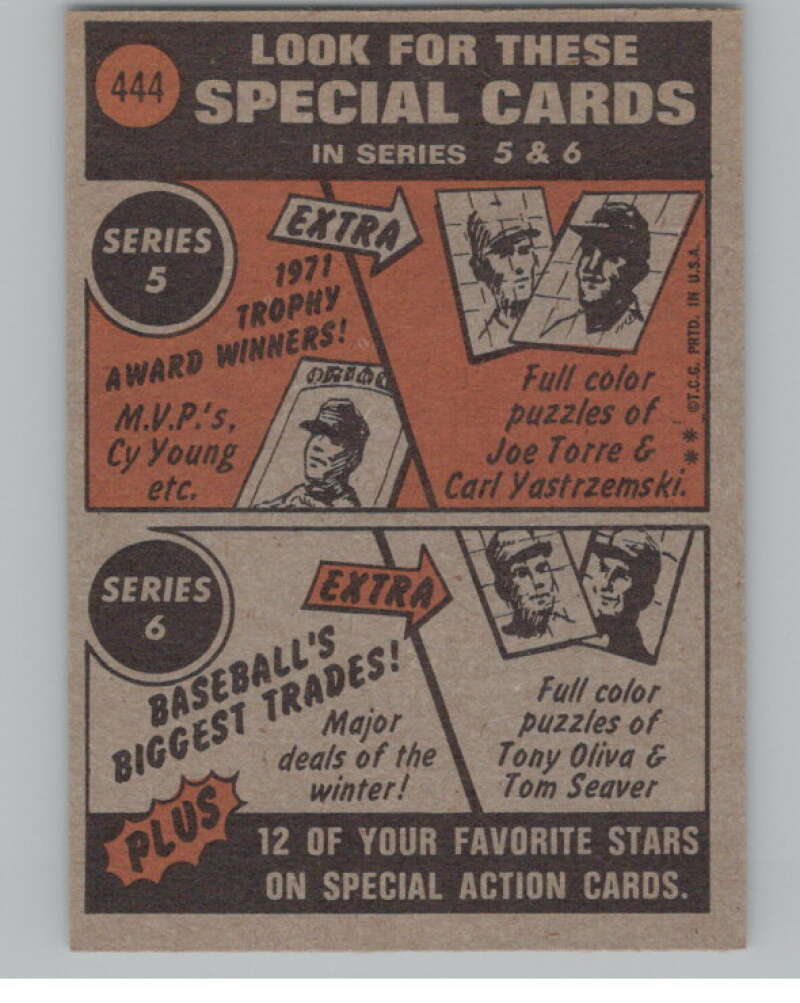 444
LOOK FOR THESE
SPECIAL CARDS
IN SERIES 5 & 6
SERIES
5
EXTRA
1971
TROPHY
AWARD WINNERS!
M.V.P.'s,
Cy Young
etc.
Full color
puzzles of
Joe Torre &
Carl Yastrzemski.
** ©T.C.G. PRTD. IN U.S.A.
SERIES
6
EXTRA
BASEBALL'S
BIGGEST TRADES!
Major
deals of the
winter!
Full color
puzzles of
Tony Oliva &
Tom Seaver
PLUS
12 OF YOUR FAVORITE STARS
ON SPECIAL ACTION CARDS.